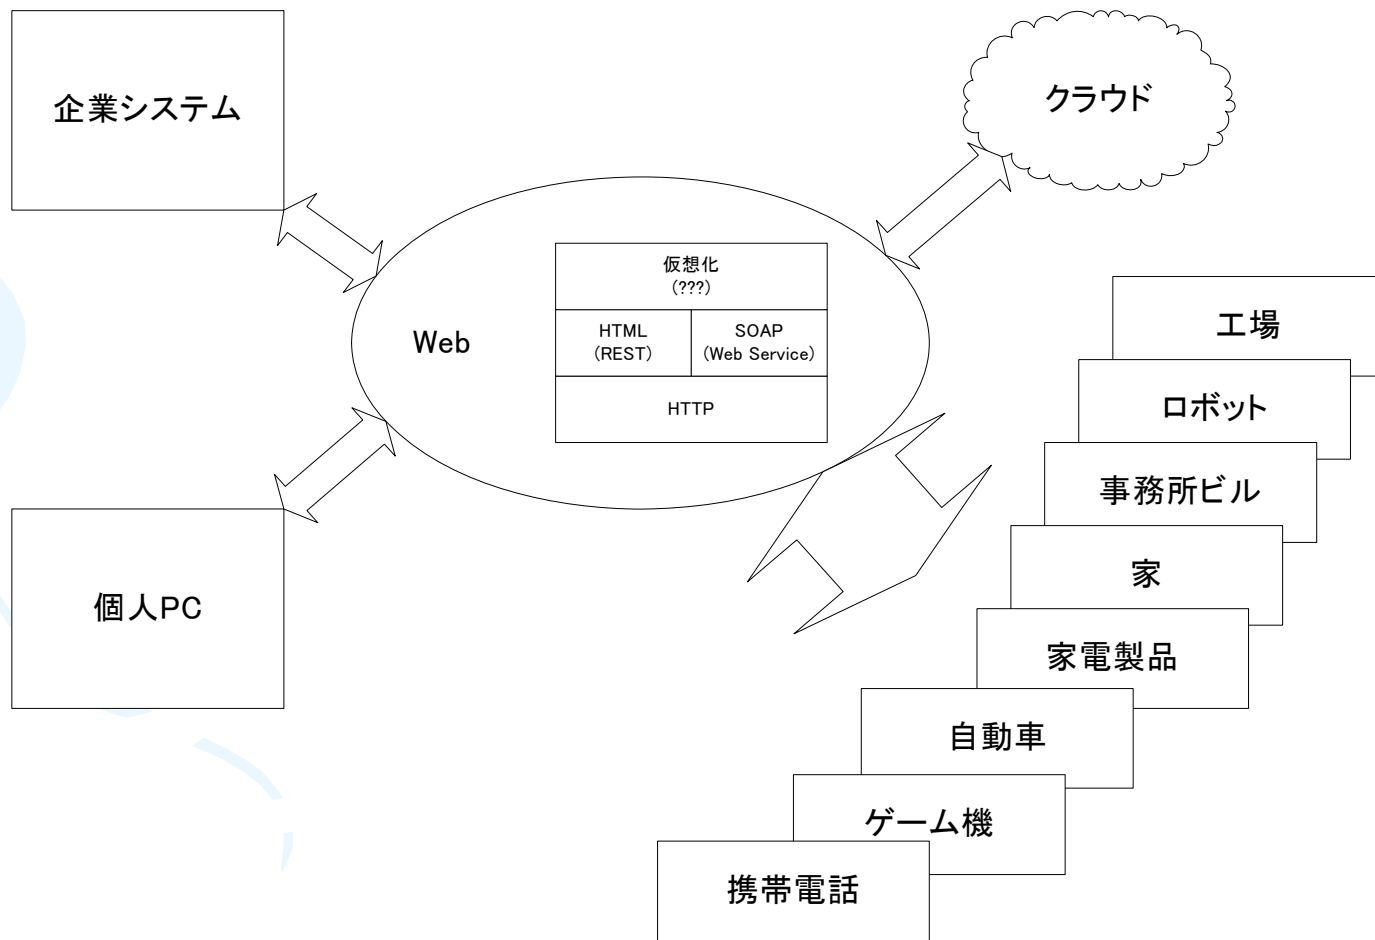 企業システム
クラウド
仮想化
(???)
Web
HTML
(REST)
SOAP
(Web Service)
HTTP
工場
ロボット
事務所ビル
家
個人PC
家電製品
自動車
ゲーム機
携帯電話